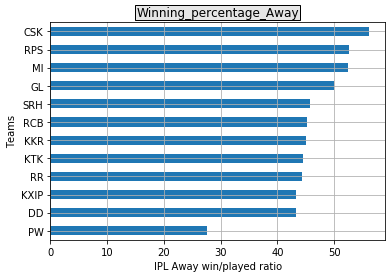 Winning_percentage_Away
Teams
CSK
RPS
MI
GL
SRH
RCB
KKR
KTK
RR
KXIP
DD
PW
0 10 20 30 40 50
IPL Away win/played ratio